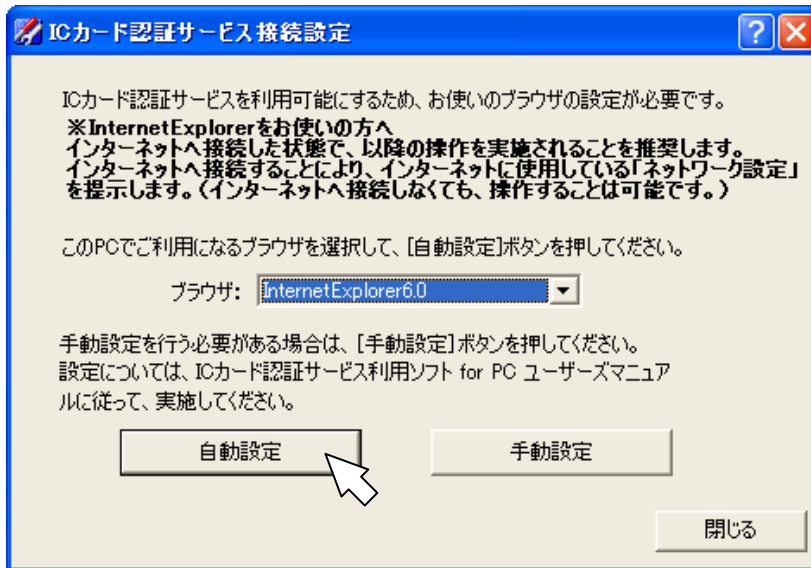 ICカード認証サービス接続設定
ICカード認証サービスを利用可能にするため、お使いのブラウザの設定が必要です。
※InternetExplorerをお使いの方へ
インターネットへ接続した状態で、以降の操作を実施されることを推奨します。
インターネットへ接続することにより、インターネットに使用している「ネットワーク設定」
を提示します。（インターネットへ接続しなくても、操作することは可能です。）
このPCでご利用になるブラウザを選択して、[自動設定]ボタンを押してください。
ブラウザ: InternetExplorer6.0
手動設定を行う必要がある場合は、[手動設定]ボタンを押してください。
設定については、ICカード認証サービス利用ソフト for PC ユーザーズマニュア
ルに従って、実施してください。
自動設定 手動設定
閉じる